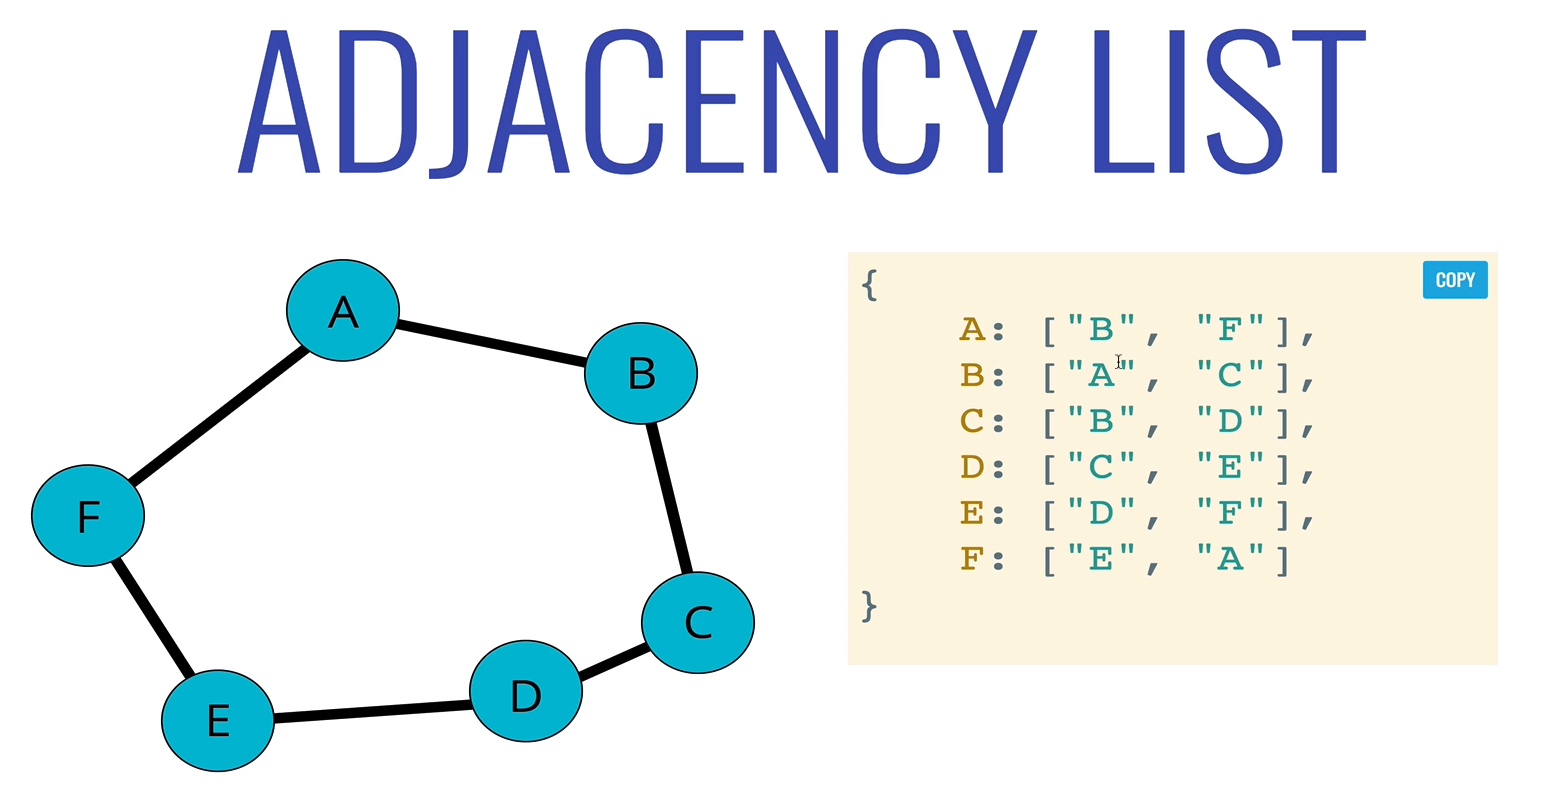 ADJACENCY LIST
A
B
F
C
D
E
{
COPY
A: ["B", "F"],
B: ["A", "C"],
C: ["B", "D"],
D: ["C", "E"],
E: ["D", "F"],
F: ["E", "A"]
}